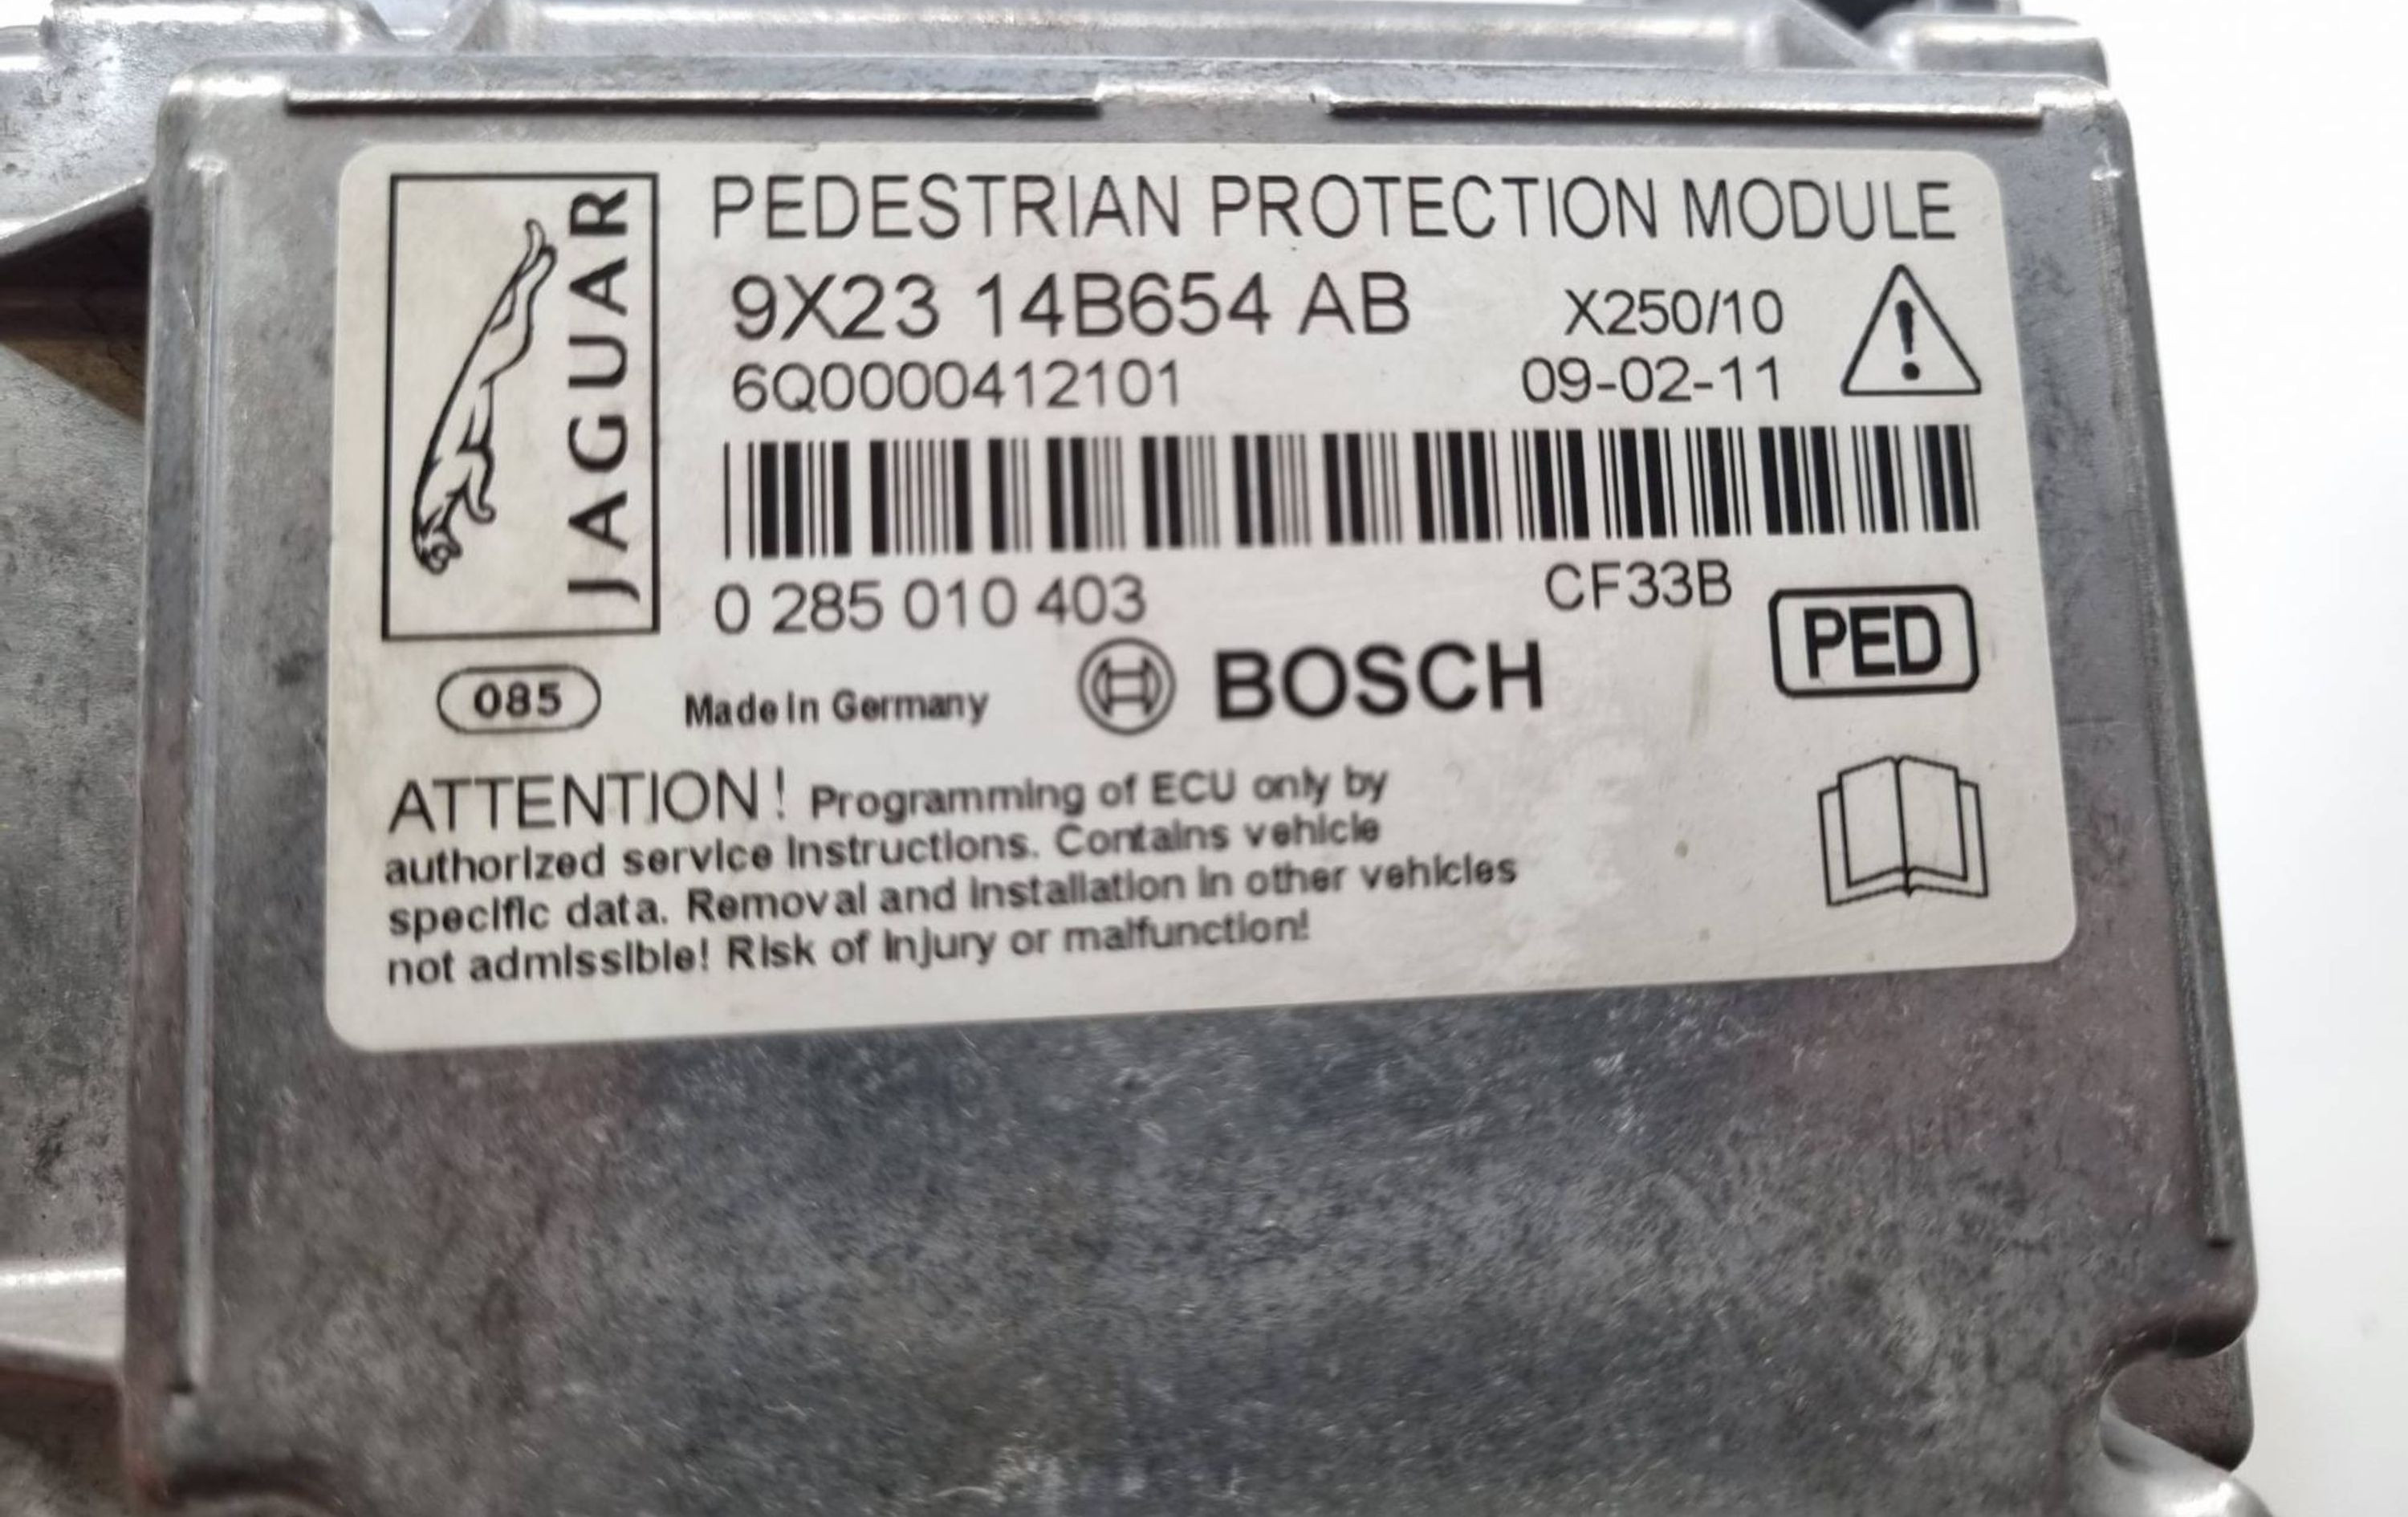 JAGUAR
PEDESTRIAN PROTECTION MODULE
9X23 14B654 AB
X250/10
6Q0000412101
09-02-11
0 285 010 403
CF33B
PED
085
Made in Germany
BOSCH
ATTENTION! Programming of ECU only by
authorized service instructions. Contains vehicle
specific data. Removal and installation in other vehicles
not admissible! Risk of injury or malfunction!